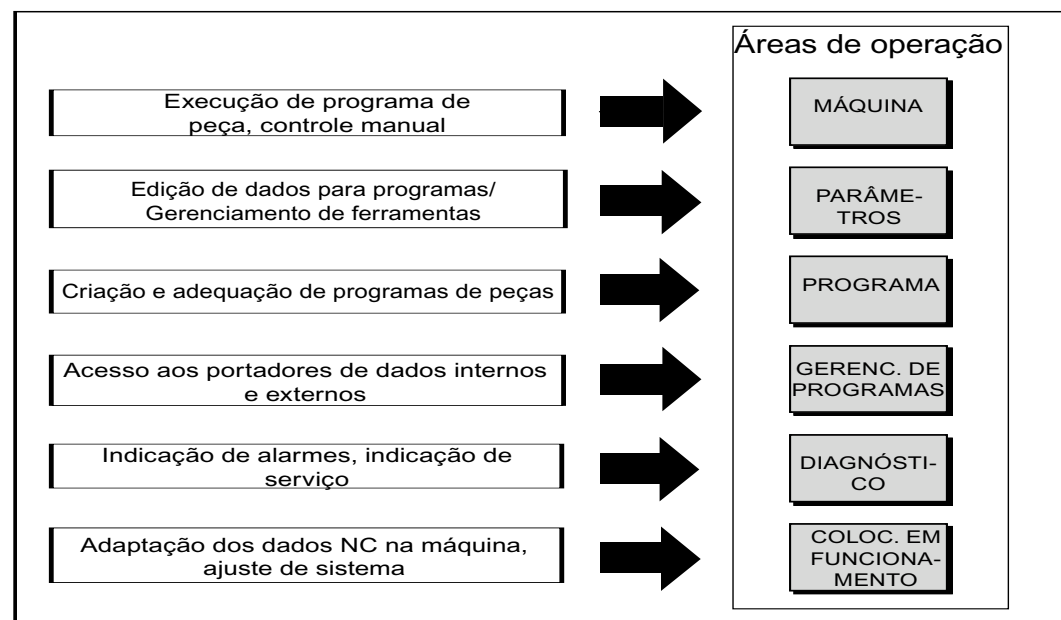 Áreas de operação
Execução de programa de
peça, controle manual
MÁQUINA
Edição de dados para programas/
Gerenciamento de ferramentas
PARÂME-
TROS
Criação e adequação de programas de peças
PROGRAMA
Acesso aos portadores de dados internos
e externos
GERENC. DE
PROGRAMAS
Indicação de alarmes, indicação de
serviço
DIAGNÓSTI-
CO
Adaptação dos dados NC na máquina,
ajuste de sistema
COLOC. EM
FUNCIONA-
MENTO